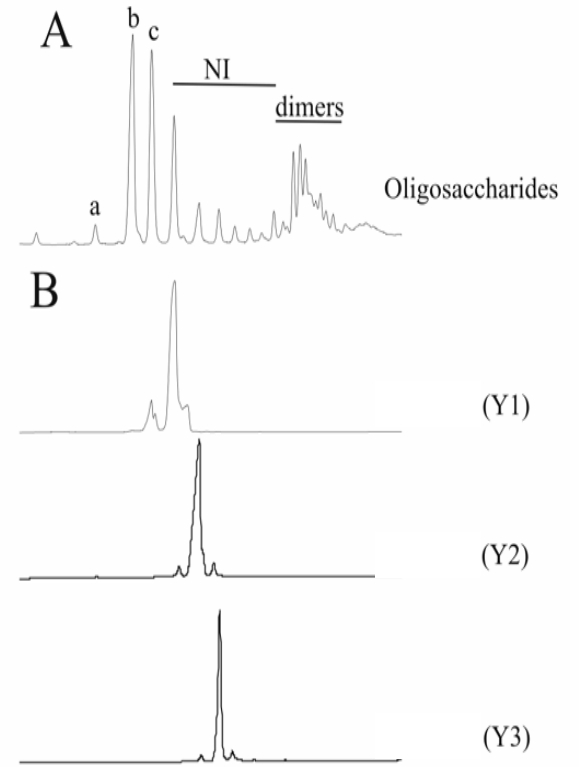 A
b
c
NI
dimers
a
Oligosaccharides
B
(Y1)
(Y2)
(Y3)